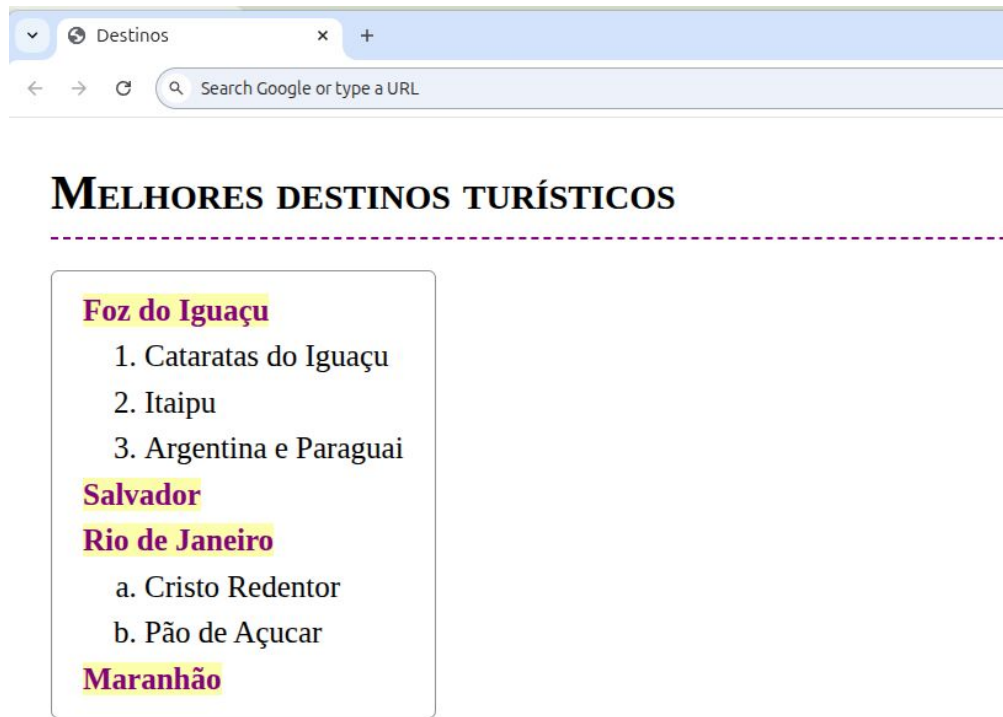 Destinos
Search Google or type a URL
Melhores destinos turísticos
Foz do Iguaçu
1. Cataratas do Iguaçu
2. Itaipu
3. Argentina e Paraguai
Salvador
Rio de Janeiro
a. Cristo Redentor
b. Pão de Açucar
Maranhão